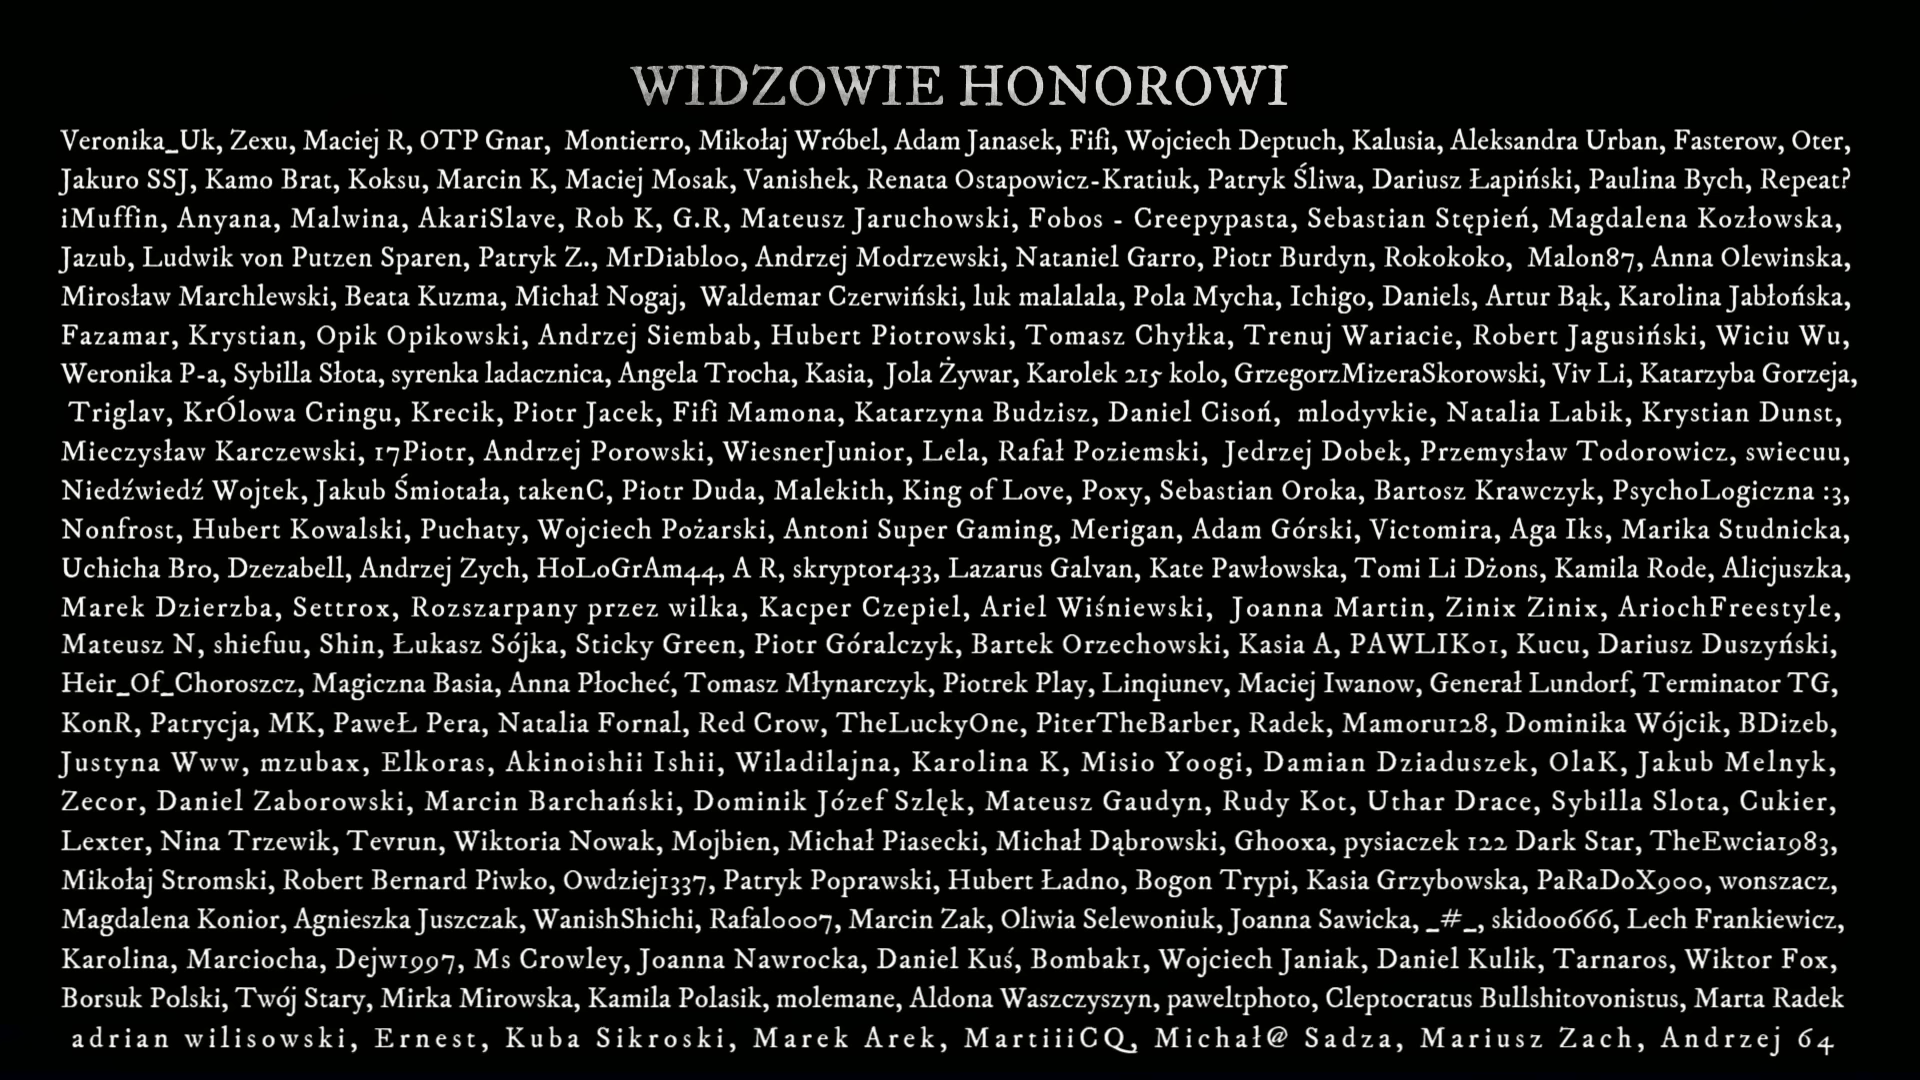 WIDZOWIE HONOROWI
Veronika_Uk, Zexu, Maciej R, OTP Gnar, Montierro, Mikołaj Wróbel, Adam Janasek, Fifi, Wojciech Deptuch, Kalusia, Aleksandra Urban, Fasterow, Oter,
Jakuro SSJ, Kamo Brat, Koksu, Marcin K, Maciej Mosak, Vanishek, Renata Ostapowicz-Kratiuk, Patryk Śliwa, Dariusz Łapiński, Paulina Bych, Repeat?
iMuffin, Anyana, Malwina, AkariSlave, Rob K, G.R, Mateusz Jaruchowski, Fobos - Creepypasta, Sebastian Stępień, Magdalena Kozłowska,
Jazub, Ludwik von Putzen Sparen, Patryk Z., MrDiabloo, Andrzej Modrzewski, Nataniel Garro, Piotr Burdyn, Rokokoko, Malon87, Anna Olewinska,
Mirosław Marchlewski, Beata Kuzma, Michał Nogaj, Waldemar Czerwiński, luk malalala, Pola Mycha, Ichigo, Daniels, Artur Bąk, Karolina Jabłońska,
Fazamar, Krystian, Opik Opikowski, Andrzej Siembab, Hubert Piotrowski, Tomasz Chyłka, Trenuj Wariacie, Robert Jagusiński, Wiciu Wu,
Weronika P-a, Sybilla Słota, syrenka ladacznica, Angela Trocha, Kasia, Jola Żywar, Karolek 215 kolo, GrzegorzMizeraSkorowski, Viv Li, Katarzyba Gorzeja,
Triglav, KrÓlowa Cringu, Krecik, Piotr Jacek, Fifi Mamona, Katarzyna Budzisz, Daniel Cisoń, mlodyvkie, Natalia Labik, Krystian Dunst,
Mieczysław Karczewski, 17Piotr, Andrzej Porowski, WiesnerJunior, Lela, Rafał Poziemski, Jedrzej Dobek, Przemysław Todorowicz, swiecuu,
Niedźwiedź Wojtek, Jakub Śmiotała, takenC, Piotr Duda, Malekith, King of Love, Poxy, Sebastian Oroka, Bartosz Krawczyk, PsychoLogiczna :3,
Nonfrost, Hubert Kowalski, Puchaty, Wojciech Pożarski, Antoni Super Gaming, Merigan, Adam Górski, Victomira, Aga Iks, Marika Studnicka,
Uchicha Bro, Dzezabell, Andrzej Zych, HoLoGrAm44, A R, skryptor433, Lazarus Galvan, Kate Pawłowska, Tomi Li Dżons, Kamila Rode, Alicjuszka,
Marek Dzierzba, Settrox, Rozszarpany przez wilka, Kacper Czepiel, Ariel Wiśniewski, Joanna Martin, Zinix Zinix, AriochFreestyle,
Mateusz N, shiefuu, Shin, Łukasz Sójka, Sticky Green, Piotr Góralczyk, Bartek Orzechowski, Kasia A, PAWLIK01, Kucu, Dariusz Duszyński,
Heir_Of_Choroszcz, Magiczna Basia, Anna Płocheć, Tomasz Młynarczyk, Piotrek Play, Linqiunev, Maciej Iwanow, Generał Lundorf, Terminator TG,
KonR, Patrycja, MK, PaweŁ Pera, Natalia Fornal, Red Crow, TheLuckyOne, PiterTheBarber, Radek, Mamoru128, Dominika Wójcik, BDizeb,
Justyna Www, mzubax, Elkoras, Akinoishii Ishii, Wiladilajna, Karolina K, Misio Yoogi, Damian Dziaduszek, OlaK, Jakub Melnyk,
Zecor, Daniel Zaborowski, Marcin Barchański, Dominik Józef Szlęk, Mateusz Gaudyn, Rudy Kot, Uthar Drace, Sybilla Slota, Cukier,
Lexter, Nina Trzewik, Tevrun, Wiktoria Nowak, Mojbien, Michał Piasecki, Michał Dąbrowski, Ghooxa, pysiaczek 122 Dark Star, TheEwcia1983,
Mikołaj Stromski, Robert Bernard Piwko, Owdziej1337, Patryk Poprawski, Hubert Ładno, Bogon Trypi, Kasia Grzybowska, PaRaDoX900, wonszacz,
Magdalena Konior, Agnieszka Juszczak, WanishShichi, Rafal0007, Marcin Zak, Oliwia Selewoniuk, Joanna Sawicka, _#_, skidoo666, Lech Frankiewicz,
Karolina, Marciocha, Dejw1997, Ms Crowley, Joanna Nawrocka, Daniel Kuś, Bombak1, Wojciech Janiak, Daniel Kulik, Tarnaros, Wiktor Fox,
Borsuk Polski, Twój Stary, Mirka Mirowska, Kamila Polasik, molemane, Aldona Waszczyszyn, paweltphoto, Cleptocratus Bullshitovonistus, Marta Radek
adrian wilisowski, Ernest, Kuba Sikroski, Marek Arek, MartiiiCQ, Michał@ Sadza, Mariusz Zach, Andrzej 64